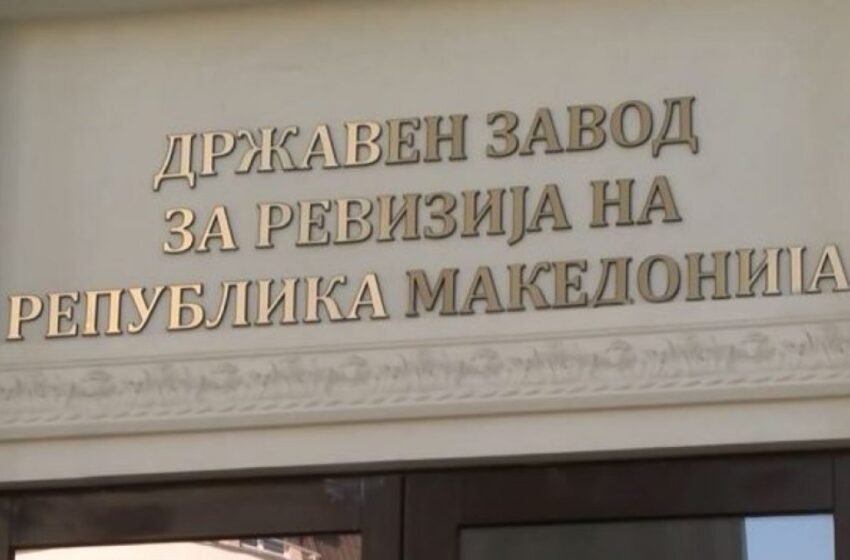 ДРЖАВЕН ЗАВОД
ЗА РЕВИЗИЈА НА
РЕПУБЛИКА МАКЕДОНИЈА